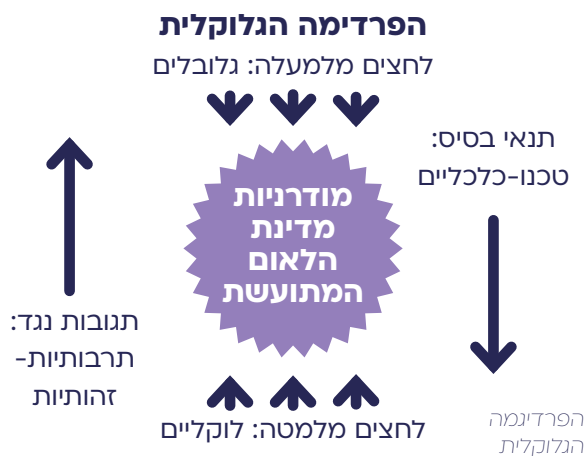 הפרדימה הגלוקלית
לחצים מלמעלה: גלובלים
תנאי בסיס:
טכנו-כלכליים
מודרניות
מדינת
הלאום
המתועשת
תגובות נגד:
תרבותיות-
זהותיות
לחצים מלמטה: לוקליים
הפרדיגמה
הגלוקלית